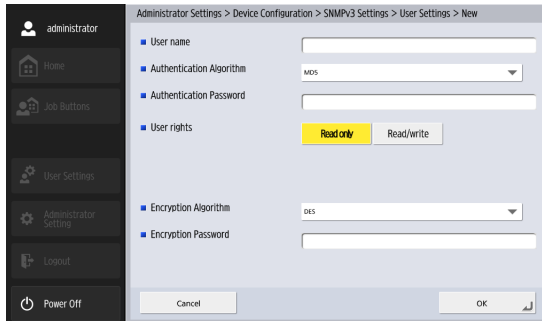 administrator
Home
Job Buttons
User Settings
Administrator
Setting
Logout
Power Off
Administrator Settings > Device Configuration > SNMPv3 Settings > User Settings > New
User name
Authentication Algorithm
MD5
Authentication Password
User rights
Read only
Read/write
Encryption Algorithm
DES
Encryption Password
Cancel
OK